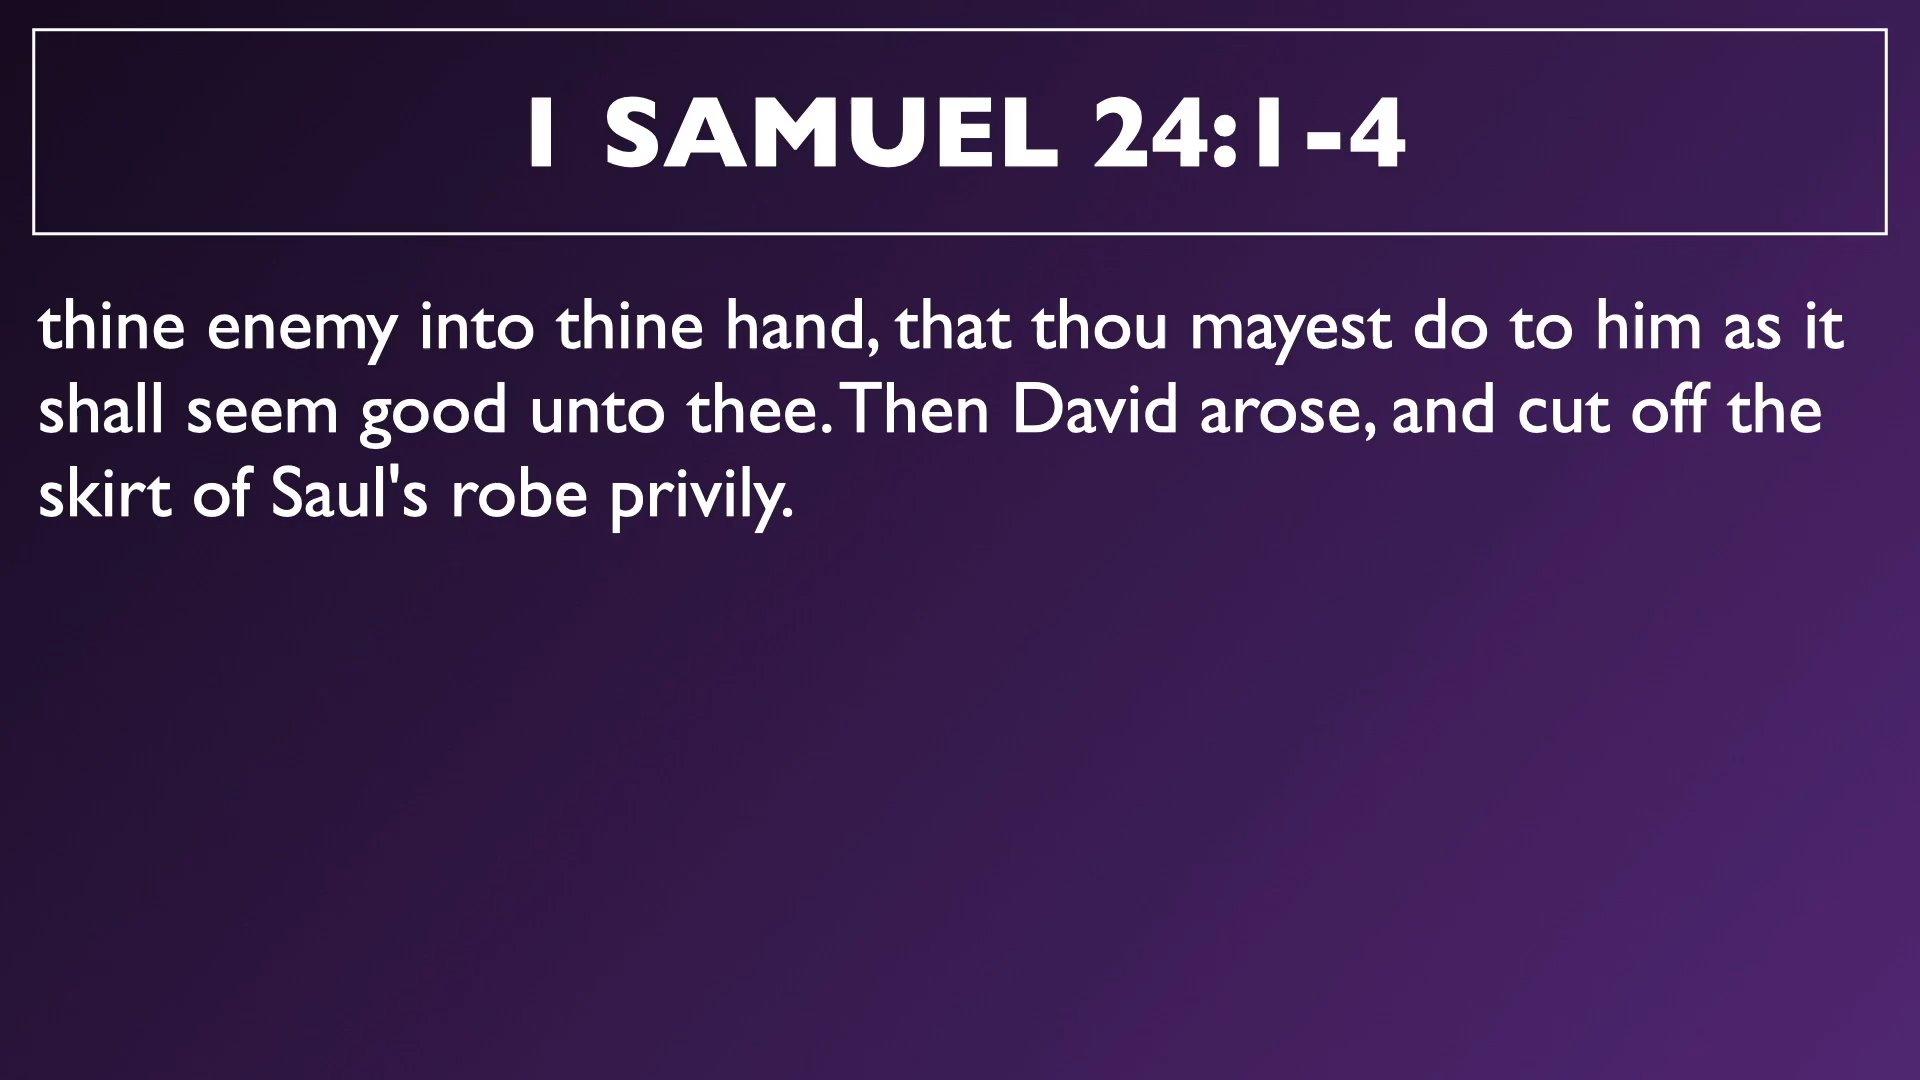 1 SAMUEL 24:1-4
thine enemy into thine hand, that thou mayest do to him as it
shall seem good unto thee. Then David arose, and cut off the
skirt of Saul's robe privily.